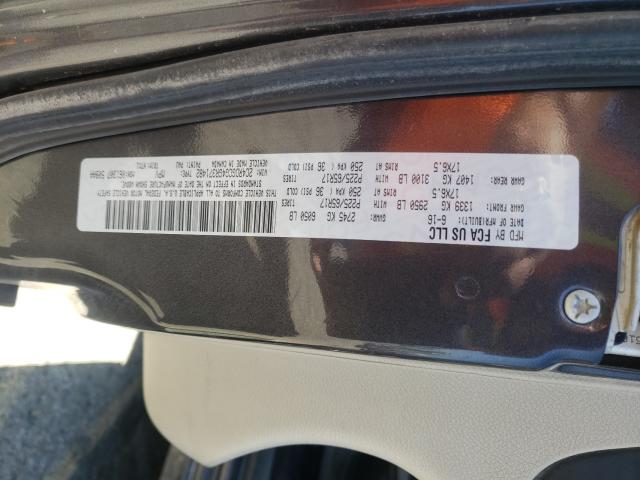 MFD BY FCA US LLC
DATE OF MFR(BUILT): 6-16 GVWR: 2745 KG 6050 LB
GAWR FRONT: 1339 KG 2950 LB WITH P225/65R17 TIRES
17X6.5 RIMS AT 250 KPA 36 PSI COLD
GAWR REAR: 1407 KG 3100 LB WITH P225/65R17 TIRES
17X6.5 RIMS AT 250 KPA 36 PSI COLD
THIS VEHICLE CONFORMS TO ALL APPLICABLE U.S.A. FEDERAL MOTOR VEHICLE SAFETY
STANDARDS IN EFFECT ON THE DATE OF MANUFACTURE SHOWN ABOVE.
TYPE: MPV
VEHICLE MADE IN CANADA PAINT: